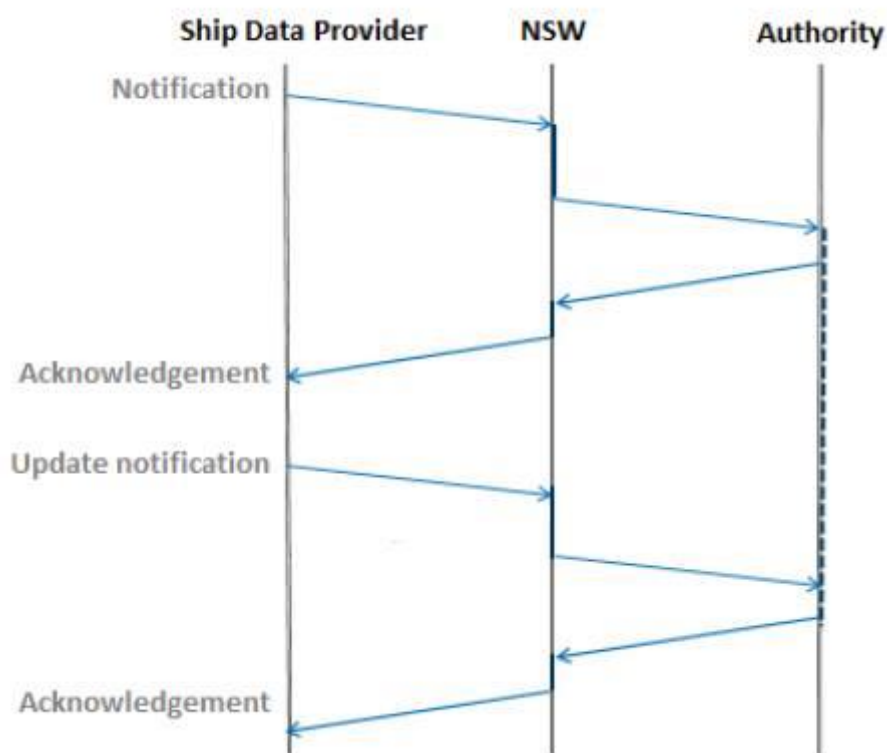 Ship Data Provider NSW Authority
Notification
Acknowledgement
Update notification
Acknowledgement